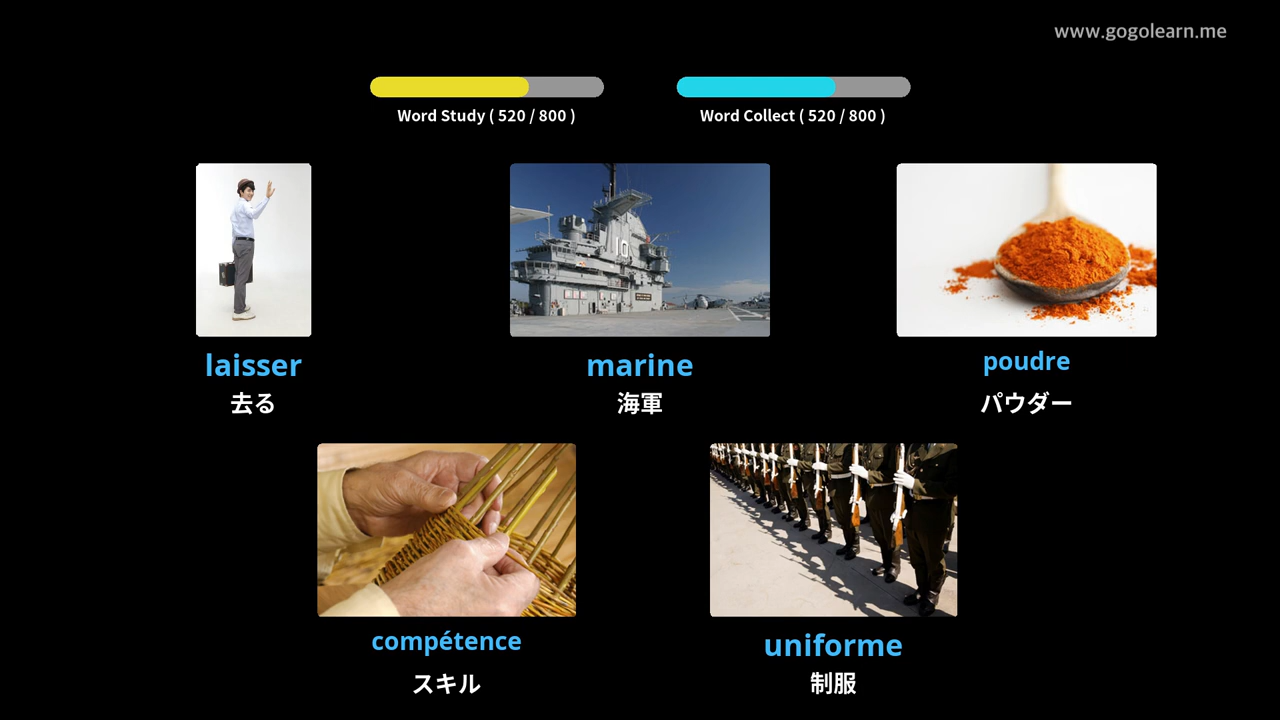 www.gogolearn.me
Word Study ( 520 / 800 )
Word Collect ( 520 / 800 )
laisser
去る
marine
海軍
poudre
パウダー
compétence
スキル
uniforme
制服